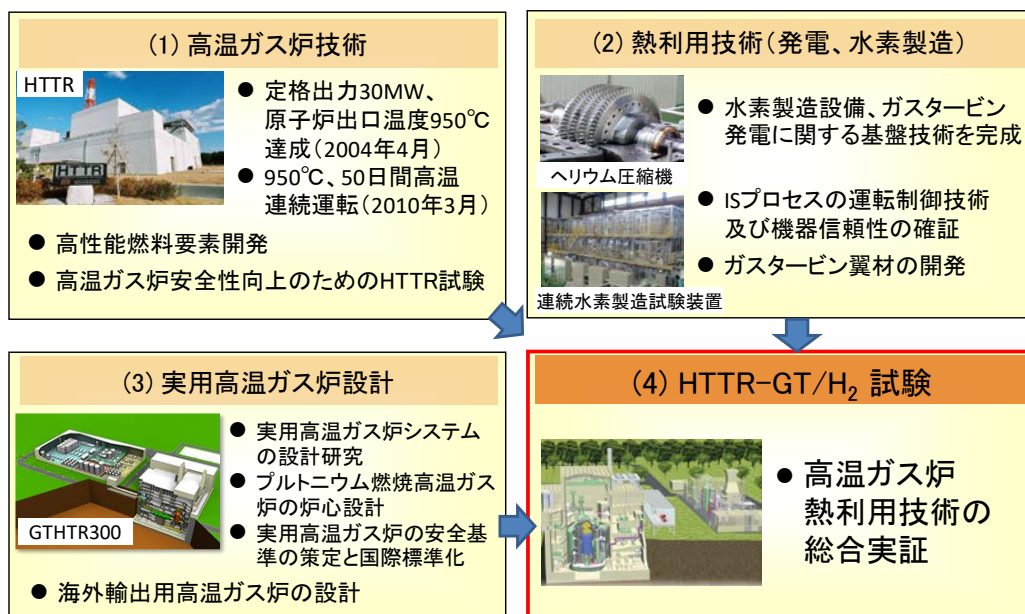 (1) 高温ガス炉技術
HTTR
HTTR
● 定格出力30MW、
原子炉出口温度950℃
達成(2004年4月)
● 950℃、50日間高温
連続運転(2010年3月)
● 高性能燃料要素開発
● 高温ガス炉安全性向上のためのHTTR試験
(2) 熱利用技術(発電、水素製造)
ヘリウム圧縮機
連続水素製造試験装置
● 水素製造設備、ガスタービン
発電に関する基盤技術を完成
● ISプロセスの運転制御技術
及び機器信頼性の確証
● ガスタービン翼材の開発
(3) 実用高温ガス炉設計
GTHTR300
● 実用高温ガス炉システム
の設計研究
● プルトニウム燃焼高温ガス
炉の炉心設計
● 実用高温ガス炉の安全基
準の策定と国際標準化
● 海外輸出用高温ガス炉の設計
(4) HTTR-GT/H₂ 試験
● 高温ガス炉
熱利用技術の
総合実証